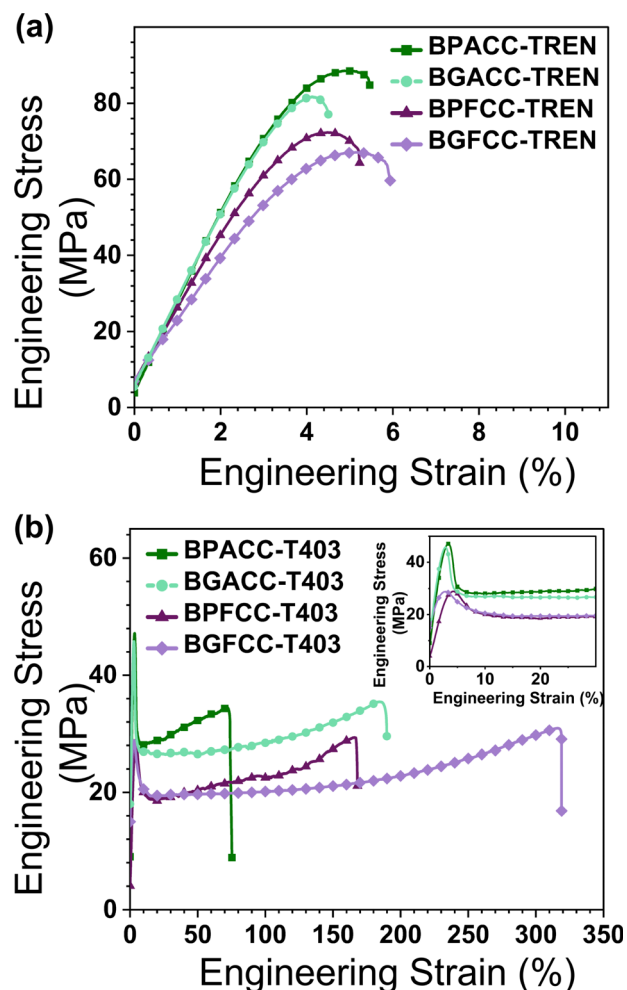 (a)
BPACC-TREN
BGACC-TREN
BPFCC-TREN
BGFCC-TREN
80
60
40
20
0
Engineering Stress
(MPa)
0 2 4 6 8 10
Engineering Strain (%)
(b)
60
40
20
0
Engineering Stress
(MPa)
BPACC-T403
BGACC-T403
BPFCC-T403
BGFCC-T403
40
20
0
Engineering Stress
(MPa)
0 10 20 30
Engineering Strain (%)
0 50 100 150 200 250 300 350
Engineering Strain (%)